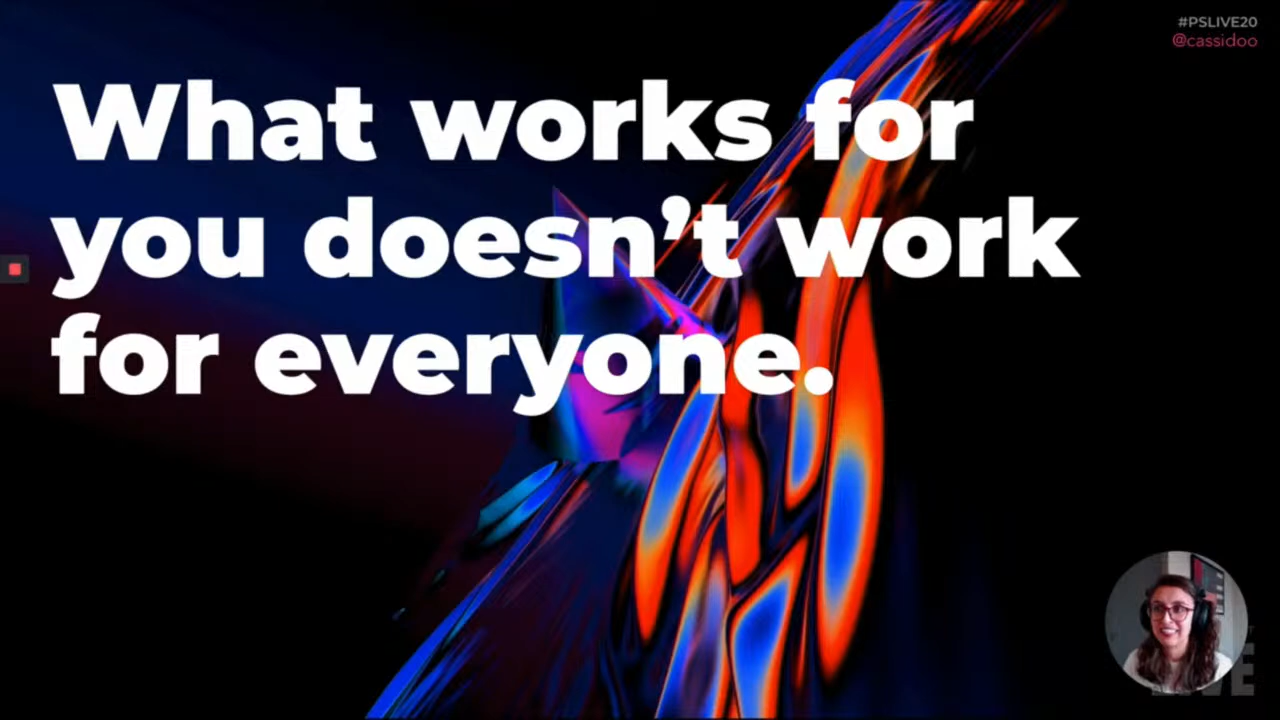 #PSLIVE20
@cassidoo
What works for
you doesn’t work
for everyone.